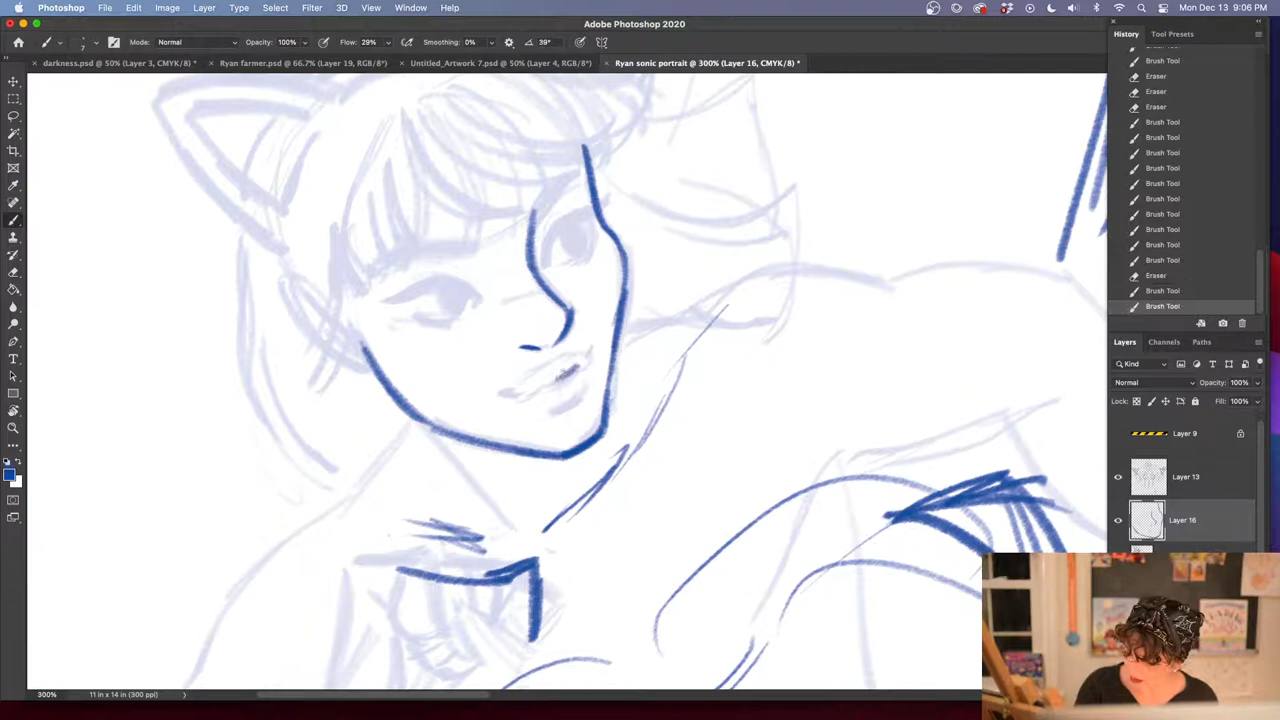 Photoshop File Edit Image Layer Type Select Filter 3D View Window Help Mon Dec 13 9:06 PM
Adobe Photoshop 2020
7 Mode: Normal Opacity: 100% Flow: 29% Smoothing: 0% 39°
darkness.psd @ 50% (Layer 3, CMYK/8) * Ryan farmer.psd @ 66.7% (Layer 19, RGB/8*) Untitled_Artwork 7.psd @ 50% (Layer 4, RGB/8*) Ryan sonic portrait @ 300% (Layer 16, CMYK/8) *
History Tool Presets
Brush Tool
Eraser
Eraser
Eraser
Brush Tool
Brush Tool
Brush Tool
Brush Tool
Brush Tool
Brush Tool
Brush Tool
Brush Tool
Brush Tool
Brush Tool
Eraser
Brush Tool
Brush Tool
Layers Channels Paths
Kind
Normal Opacity: 100%
Lock: Fill: 100%
Layer 9
Layer 13
Layer 16
300% 11 in x 14 in (300 ppi)